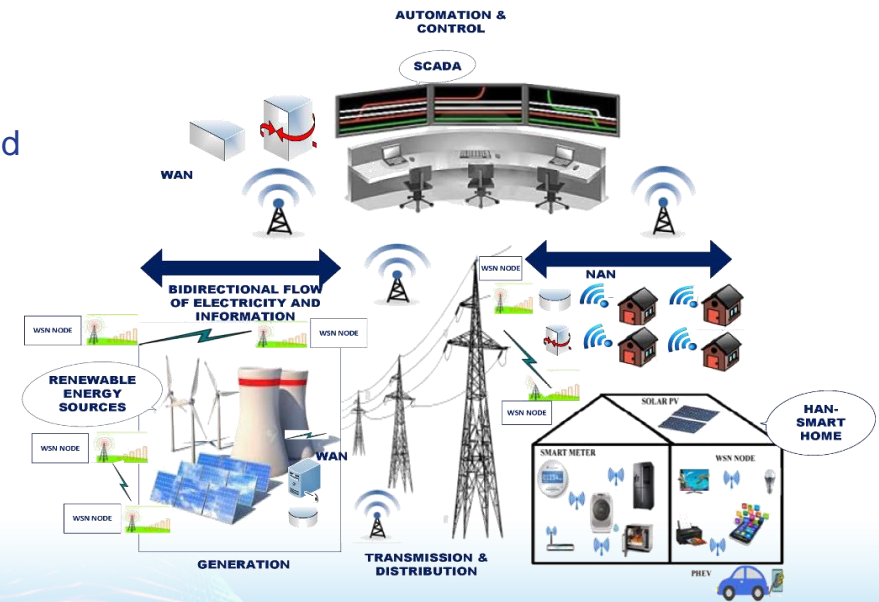 AUTOMATION &
CONTROL
SCADA
d
WAN
NAN
WSN NODE
BIDIRECTIONAL FLOW
OF ELECTRICITY AND
INFORMATION
WSN NODE
WSN NODE
RENEWABLE
ENERGY
SOURCES
WSN NODE
WSN NODE
WAN
GENERATION
TRANSMISSION &
DISTRIBUTION
WSN NODE
SOLAR PV
HAN-
SMART
HOME
SMART METER
WSN NODE
PHEV